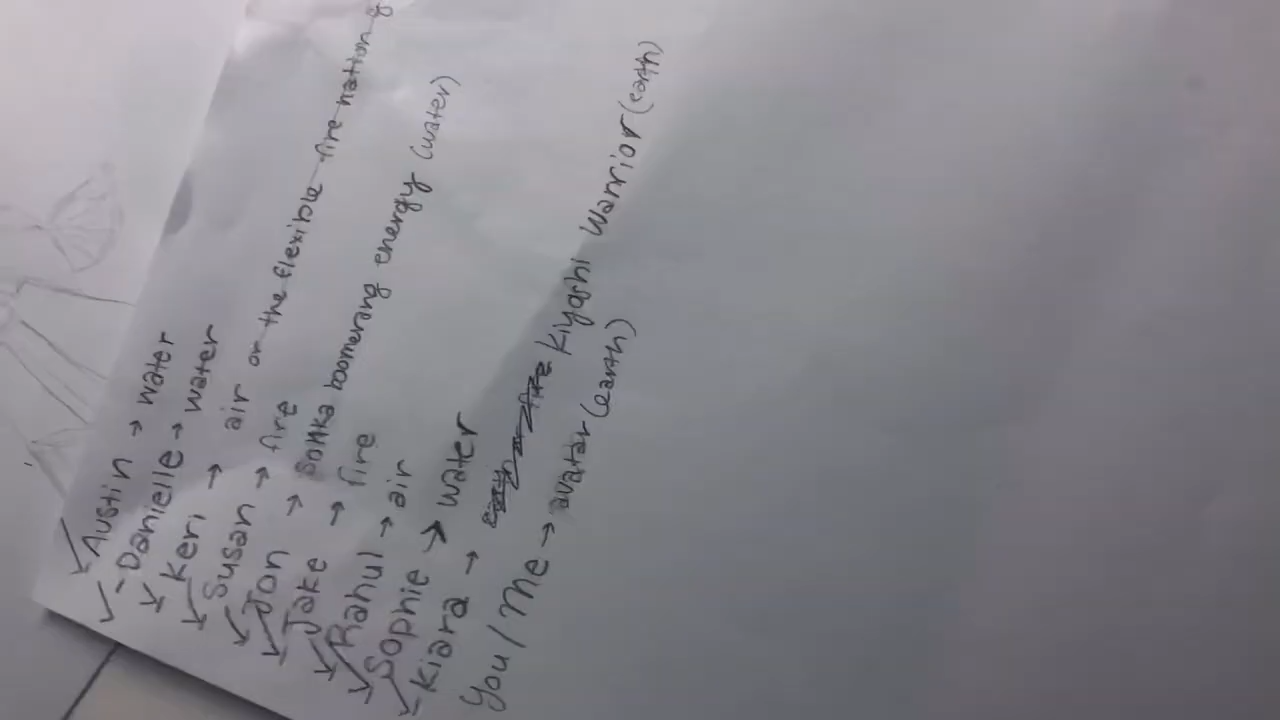 ✓ Austin → water
✓ - Danielle → water
✓ Keri → air or the flexible fire nation
✓ Susan → fire
✓ Jon → Sokka boomerang energy (water)
✓ Jake → fire
✓ Rahul → air
✓ Sophie → water
✓ - Kiara → Kiyoshi Warrior (earth)
You / Me → avatar (earth)